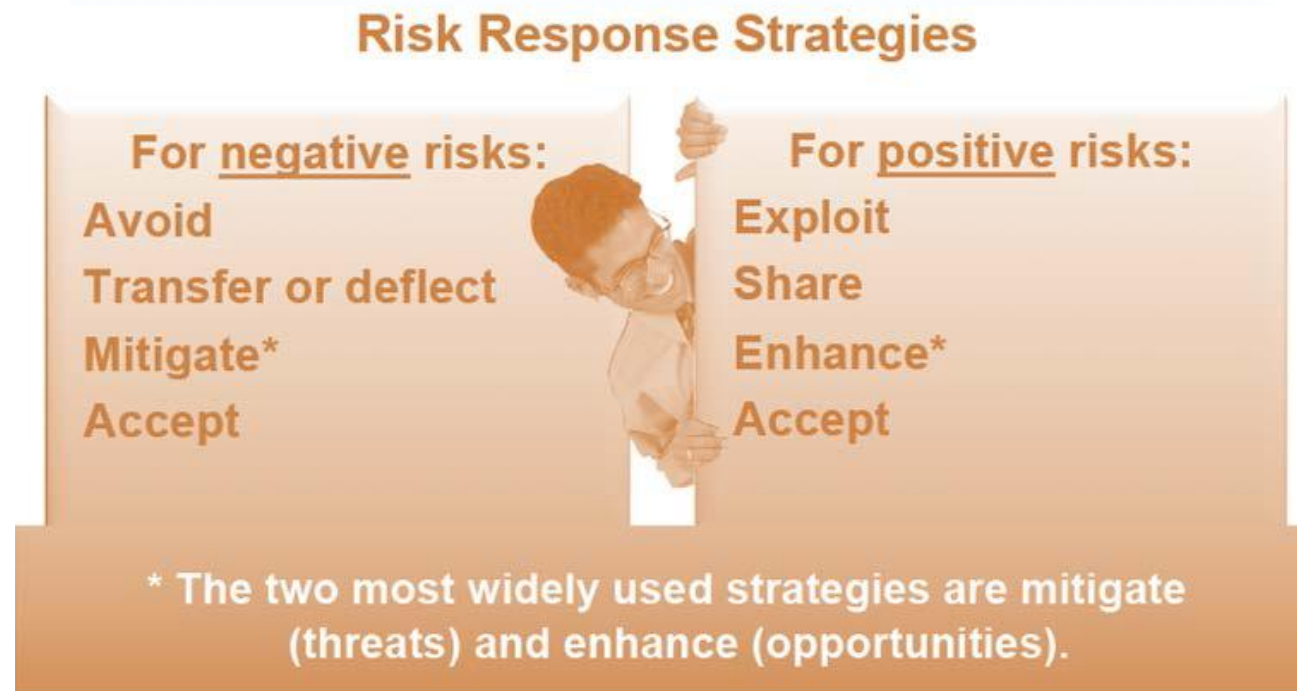 Risk Response Strategies
For negative risks:
Avoid
Transfer or deflect
Mitigate*
Accept
For positive risks:
Exploit
Share
Enhance*
Accept
* The two most widely used strategies are mitigate
(threats) and enhance (opportunities).